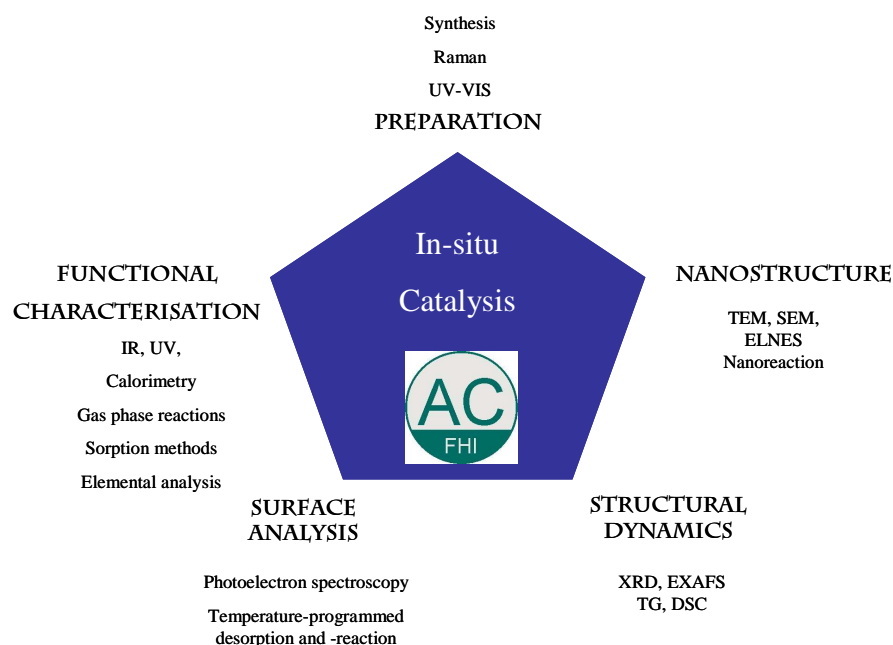 Synthesis
Raman
UV-VIS
PREPARATION
In-situ
Catalysis
AC
FHI
FUNCTIONAL
CHARACTERISATION
IR, UV,
Calorimetry
Gas phase reactions
Sorption methods
Elemental analysis
NANOSTRUCTURE
TEM, SEM,
ELNES
Nanoreaction
SURFACE
ANALYSIS
Photoelectron spectroscopy
Temperature-programmed
desorption and -reaction
STRUCTURAL
DYNAMICS
XRD, EXAFS
TG, DSC